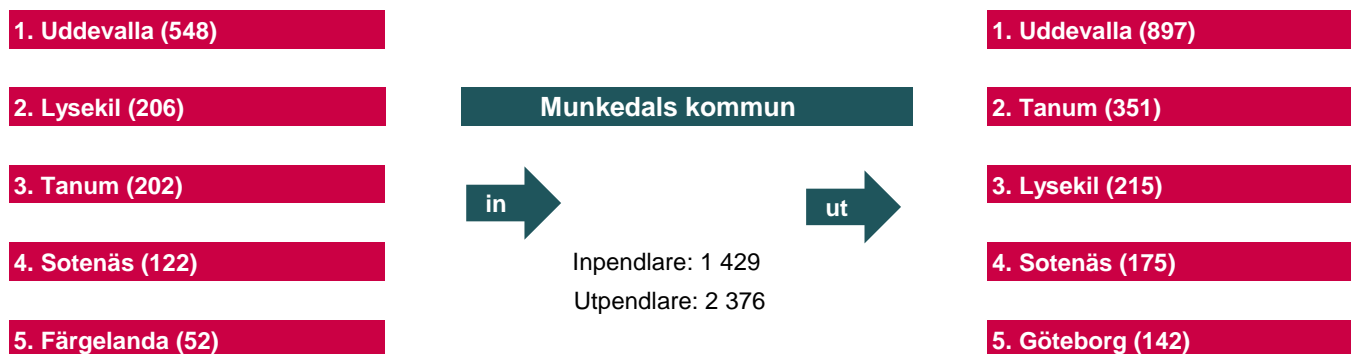 1. Uddevalla (548)
2. Lysekil (206)
3. Tanum (202)
4. Sotenäs (122)
5. Färgelanda (52)
Munkedals kommun
in
ut
Inpendlare: 1 429
Utpendlare: 2 376
1. Uddevalla (897)
2. Tanum (351)
3. Lysekil (215)
4. Sotenäs (175)
5. Göteborg (142)